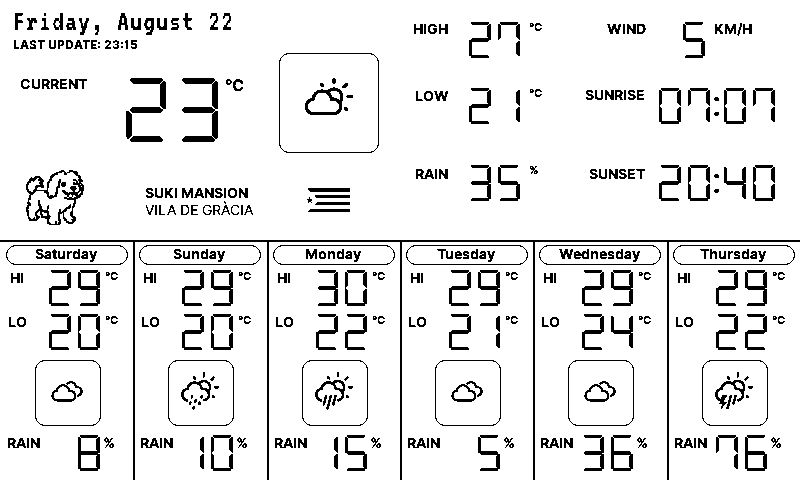 Friday, August 22
LAST UPDATE: 23:15
CURRENT 23 °C
SUKI MANSION
VILA DE GRÀCIA
HIGH 27 °C
WIND 5 KM/H
LOW 21 °C
SUNRISE 07:07
RAIN 35 %
SUNSET 20:40
Saturday
HI 29 °C
LO 20 °C
RAIN 8 %
Sunday
HI 29 °C
LO 20 °C
RAIN 10 %
Monday
HI 30 °C
LO 22 °C
RAIN 15 %
Tuesday
HI 29 °C
LO 21 °C
RAIN 5 %
Wednesday
HI 29 °C
LO 24 °C
RAIN 36 %
Thursday
HI 29 °C
LO 22 °C
RAIN 76 %